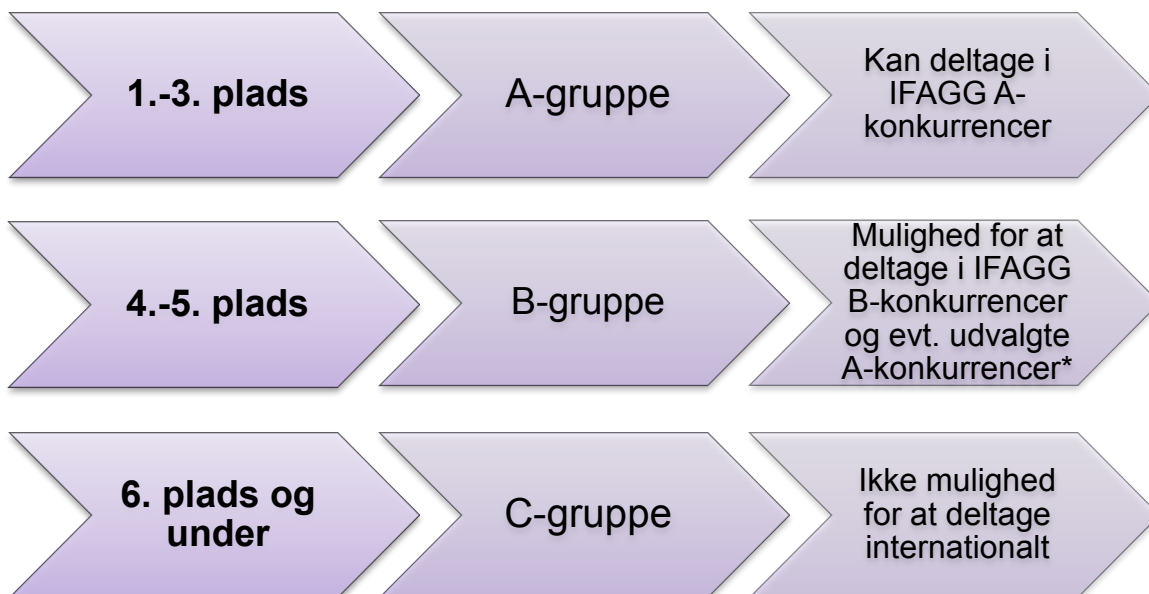 1.-3. plads
A-gruppe
Kan deltage i
IFAGG A-
konkurrencer
4.-5. plads
B-gruppe
Mulighed for at
deltage i IFAGG
B-konkurrencer
og evt. udvalgte
A-konkurrencer*
6. plads og
under
C-gruppe
Ikke mulighed
for at deltage
internationalt